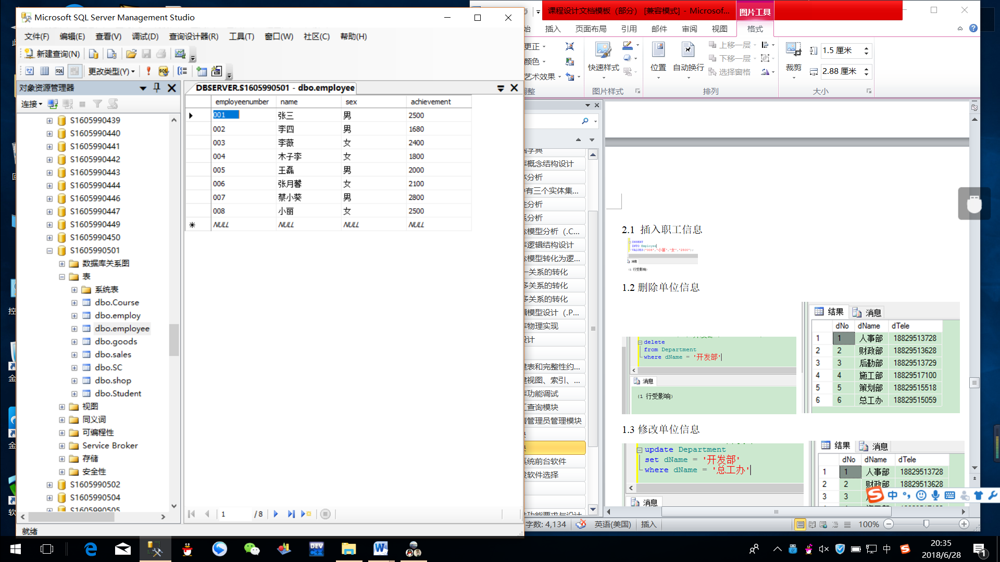 Microsoft SQL Server Management Studio
文件(F) 编辑(E) 查看(V) 调试(D) 查询设计器(R) 工具(T) 窗口(W) 社区(C) 帮助(H)
新建查询(N)
更改类型(Y)
对象资源管理器
连接
S1605990439
S1605990440
S1605990441
S1605990442
S1605990443
S1605990444
S1605990446
S1605990447
S1605990449
S1605990450
S1605990501
数据库关系图
表
系统表
dbo.Course
dbo.employ
dbo.employee
dbo.goods
dbo.sales
dbo.SC
dbo.shop
dbo.Student
视图
同义词
可编程性
Service Broker
存储
安全性
S1605990502
S1605990504
S1605990505
就绪
DBSERVER.S1605990501 - dbo.employee
employeenumber name sex achievement
001 张三 男 2500
002 李四 男 1680
003 李薇 女 2400
004 木子李 女 1800
005 王磊 男 2000
006 张月馨 女 2100
007 蔡小葵 男 2800
008 小丽 女 2500
NULL NULL NULL NULL
1 /8
课程设计文档模板（部分） [兼容模式] - Microsof...
图片工具
始 插入 页面布局 引用 邮件 审阅 视图 格式
更正
颜色
艺术效果
调整
快速样式
图片样式
位置
自动换行
上移一层
下移一层
选择窗格
排列
裁剪
1.5 厘米
2.88 厘米
大小
字典
概念结构设计
分析
有三个实体集...
分析
分析
模型分析（.C...
逻辑结构设计
模型转化为逻...
一关系的转化
多关系的转化
多关系的转化
模型设计（.P...
物理实现
设计
建表和完整性约...
建视图、索引、...
功能调试
查询模块
管理员管理模块
系统前台软件
软件选择
功能要求与设计
2.1 插入职工信息
INSERT
INTO Employee
VALUES('008','小丽','女','2500');
消息
(1 行受影响)
1.2 删除单位信息
delete
from Department
where dName = '开发部'
消息
(1 行受影响)
结果 消息
dNo dName dTele
1 1 人事部 18829513728
2 2 财政部 18829513628
3 3 后勤部 18829513729
4 4 施工部 18829517100
5 5 策划部 18829515518
6 6 总工办 18829515059
1.3 修改单位信息
update Department
set dName = '开发部'
where dName = '总工办'
消息
结果 消息
dNo dName dTele
1 1 人事部 18829513728
2 2 财政部 18829513628
3 3
中
字数: 4,134 英语(美国) 插入 100%
DEV C++
中
20:35
2018/6/28
1